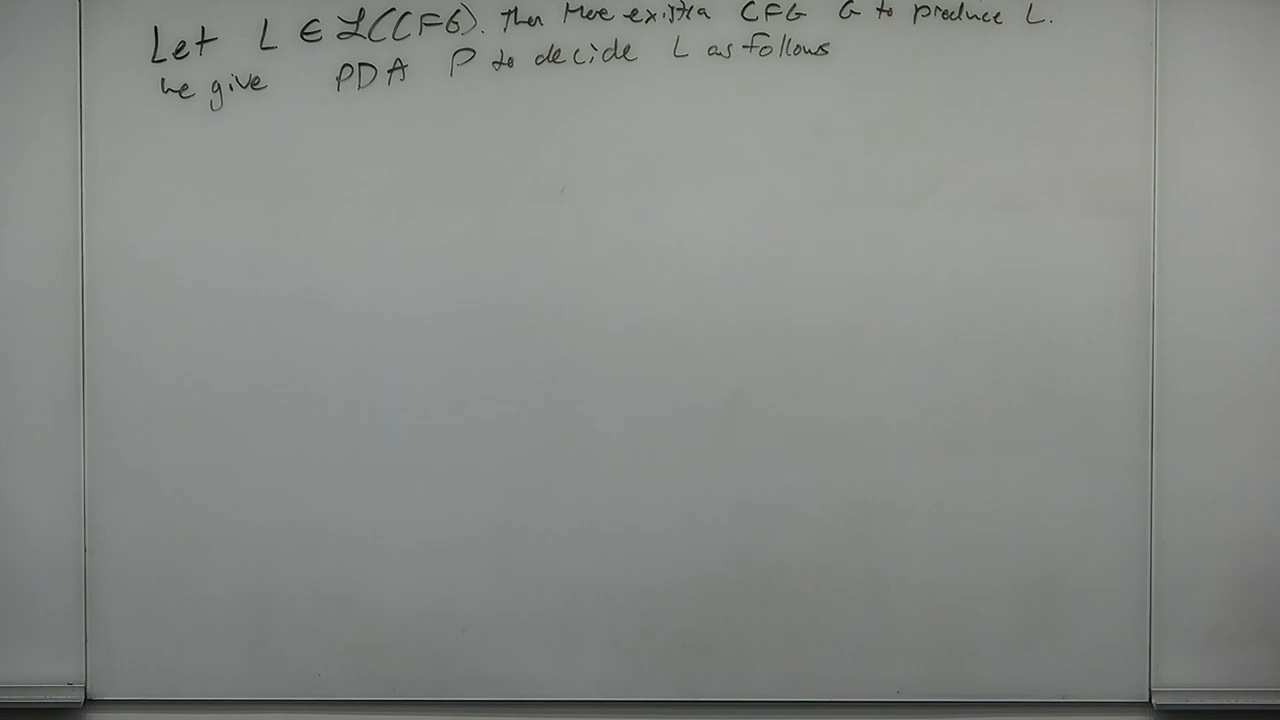 Let L ∈ ℒ(CFG). Then there exists a CFG G to produce L.
we give PDA P to decide L as follows